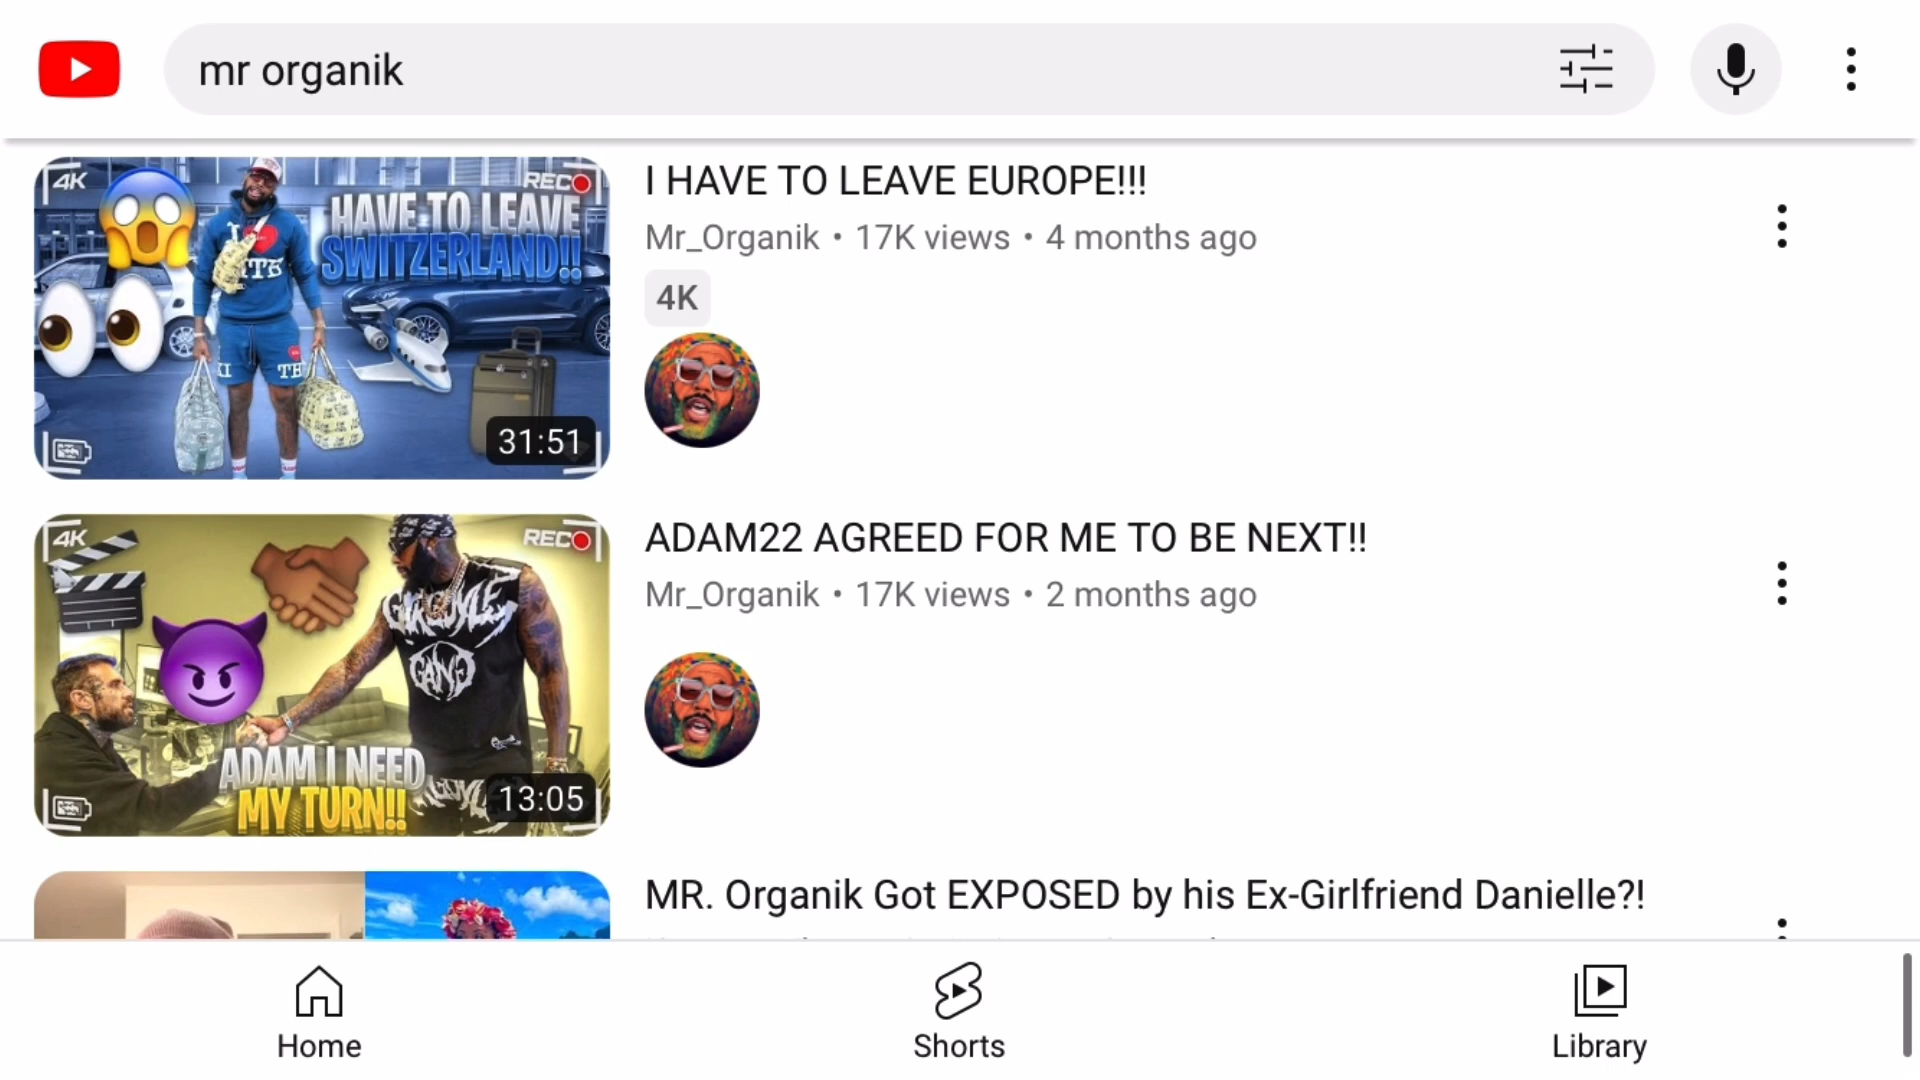 mr organik
4K
REC
HAVE TO LEAVE
SWITZERLAND!!
31:51
I HAVE TO LEAVE EUROPE!!!
Mr_Organik • 17K views • 4 months ago
4K
4K
REC
GANG
ADAM I NEED
MY TURN!!
13:05
ADAM22 AGREED FOR ME TO BE NEXT!!
Mr_Organik • 17K views • 2 months ago
MR. Organik Got EXPOSED by his Ex-Girlfriend Danielle?!
Home
Shorts
Library